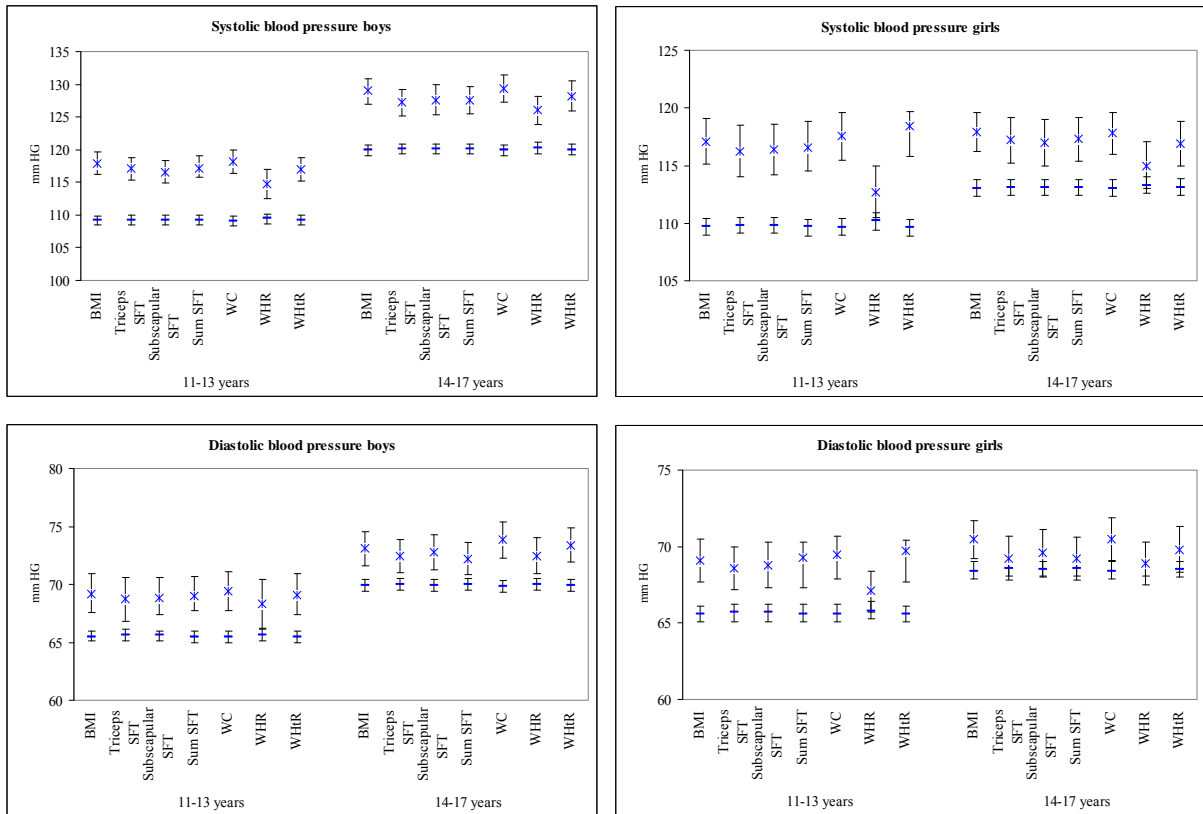 Systolic blood pressure boys
mm HG
135
130
125
120
115
110
105
100
BMI
Triceps
SFT
Subscapular
SFT
Sum SFT
WC
WHR
WHtR
BMI
Triceps
SFT
Subscapular
SFT
Sum SFT
WC
WHR
WHtR
11-13 years
14-17 years
Systolic blood pressure girls
mm HG
125
120
115
110
105
BMI
Triceps
SFT
Subscapular
SFT
Sum SFT
WC
WHR
WHtR
BMI
Triceps
SFT
Subscapular
SFT
Sum SFT
WC
WHR
WHtR
11-13 years
14-17 years
Diastolic blood pressure boys
mm HG
80
75
70
65
60
BMI
Triceps
SFT
Subscapular
SFT
Sum SFT
WC
WHR
WHtR
BMI
Triceps
SFT
Subscapular
SFT
Sum SFT
WC
WHR
WHtR
11-13 years
14-17 years
Diastolic blood pressure girls
mm HG
75
70
65
60
BMI
Triceps
SFT
Subscapular
SFT
Sum SFT
WC
WHR
WHtR
BMI
Triceps
SFT
Subscapular
SFT
Sum SFT
WC
WHR
WHtR
11-13 years
14-17 years